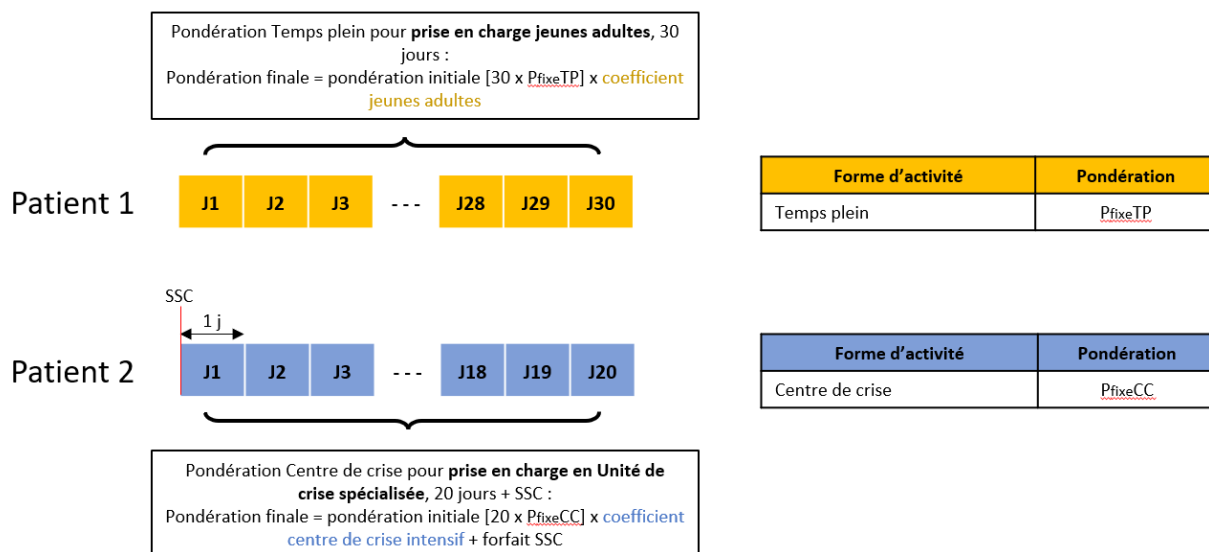 Pondération Temps plein pour prise en charge jeunes adultes, 30
jours :
Pondération finale = pondération initiale [30 x PfixeTP] x coefficient
jeunes adultes
Patient 1
J1 J2 J3 - - - J28 J29 J30
Forme d’activité Pondération
Temps plein PfixeTP
SSC
1 j
Patient 2
J1 J2 J3 - - - J18 J19 J20
Forme d’activité Pondération
Centre de crise PfixeCC
Pondération Centre de crise pour prise en charge en Unité de
crise spécialisée, 20 jours + SSC :
Pondération finale = pondération initiale [20 x PfixeCC] x coefficient
centre de crise intensif + forfait SSC